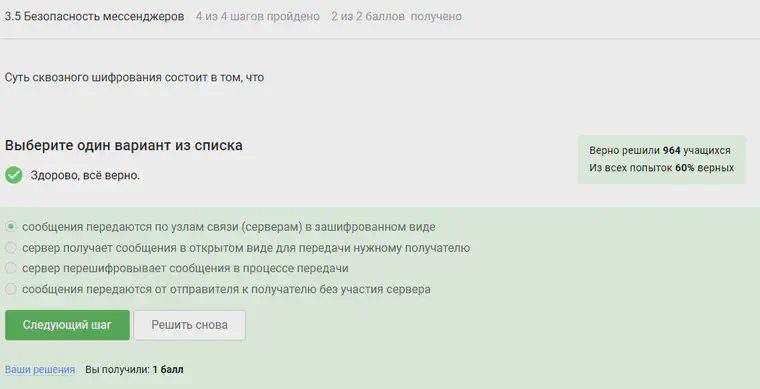 3.5 Безопасность мессенджеров 4 из 4 шагов пройдено 2 из 2 баллов получено
Суть сквозного шифрования состоит в том, что
Выберите один вариант из списка
Здорово, всё верно.
Верно решили 964 учащихся
Из всех попыток 60% верных
сообщения передаются по узлам связи (серверам) в зашифрованном виде
сервер получает сообщения в открытом виде для передачи нужному получателю
сервер перешифровывает сообщения в процессе передачи
сообщения передаются от отправителя к получателю без участия сервера
Следующий шаг Решить снова
Ваши решения Вы получили: 1 балл